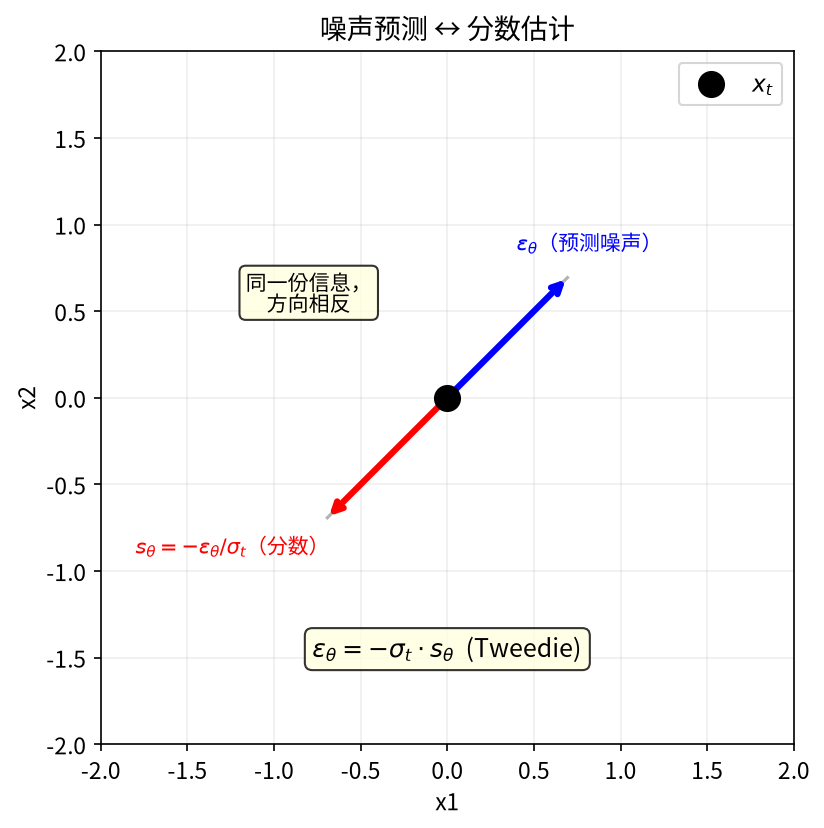 噪声预测 ↔ 分数估计
x_t
2.0
1.5
1.0
0.5
0.0
-0.5
-1.0
-1.5
-2.0
x2
ε_θ（预测噪声）
同一份信息，
方向相反
s_θ = −ε_θ/σ_t（分数）
ε_θ = −σ_t · s_θ (Tweedie)
-2.0 -1.5 -1.0 -0.5 0.0 0.5 1.0 1.5 2.0
x1